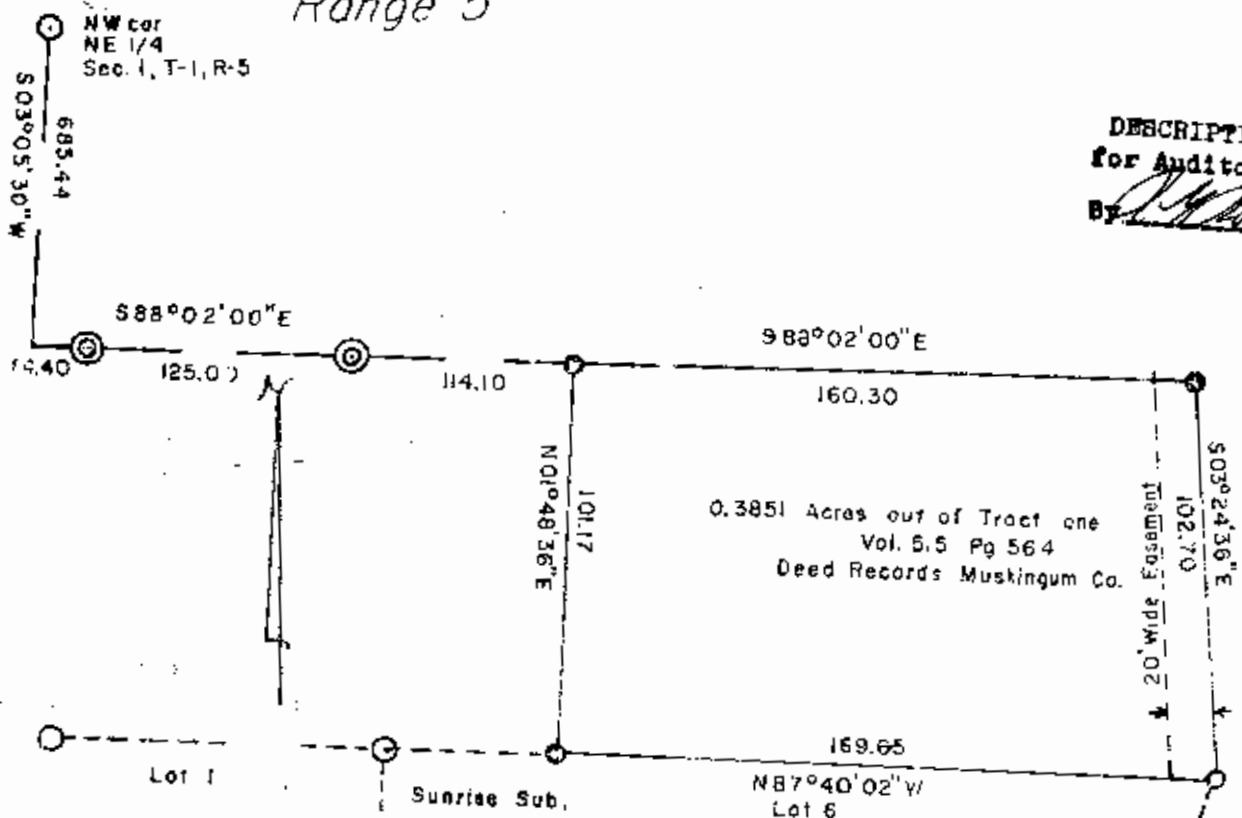 Range 5
NW cor
NE 1/4
Sec. 1, T-1, R-5
S03°05'30"W
683.44
DESCRIPTI
for Audito
By
S88°02'00"E
S88°02'00"E
14.40
125.00
114.10
160.30
N
N01°48'36"E
101.17
0.3851 Acres out of Tract one
Vol. 5.5 Pg 564
Deed Records Muskingum Co.
20' Wide Easement
102.70
S03°24'36"E
169.65
N87°40'02"W
Lot 1
Sunrise Sub.
Lot 6